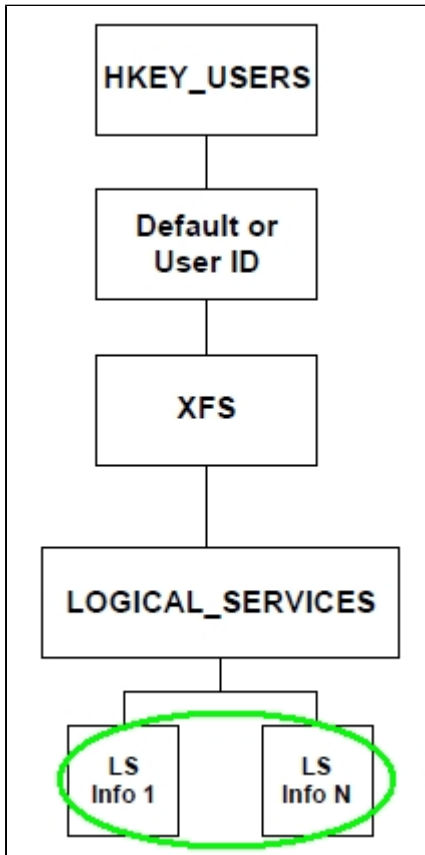 HKEY_USERS
Default or
User ID
XFS
LOGICAL_SERVICES
LS
Info 1
LS
Info N